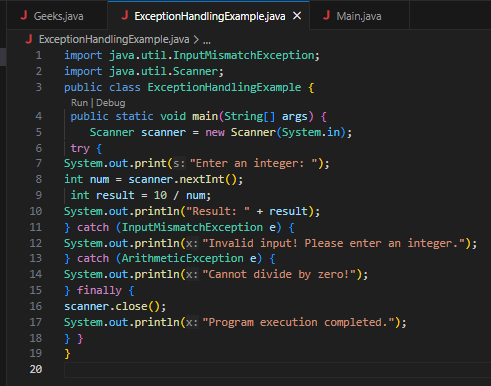 J Geeks.java J ExceptionHandlingExample.java × J Main.java
J ExceptionHandlingExample.java > ...
1 import java.util.InputMismatchException;
2 import java.util.Scanner;
3 public class ExceptionHandlingExample {
Run | Debug
4 public static void main(String[] args) {
5 Scanner scanner = new Scanner(System.in);
6 try {
7 System.out.print(s: "Enter an integer: ");
8 int num = scanner.nextInt();
9 int result = 10 / num;
10 System.out.println("Result: " + result);
11 } catch (InputMismatchException e) {
12 System.out.println(x: "Invalid input! Please enter an integer.");
13 } catch (ArithmeticException e) {
14 System.out.println(x: "Cannot divide by zero!");
15 } finally {
16 scanner.close();
17 System.out.println(x: "Program execution completed.");
18 } }
19 }
20